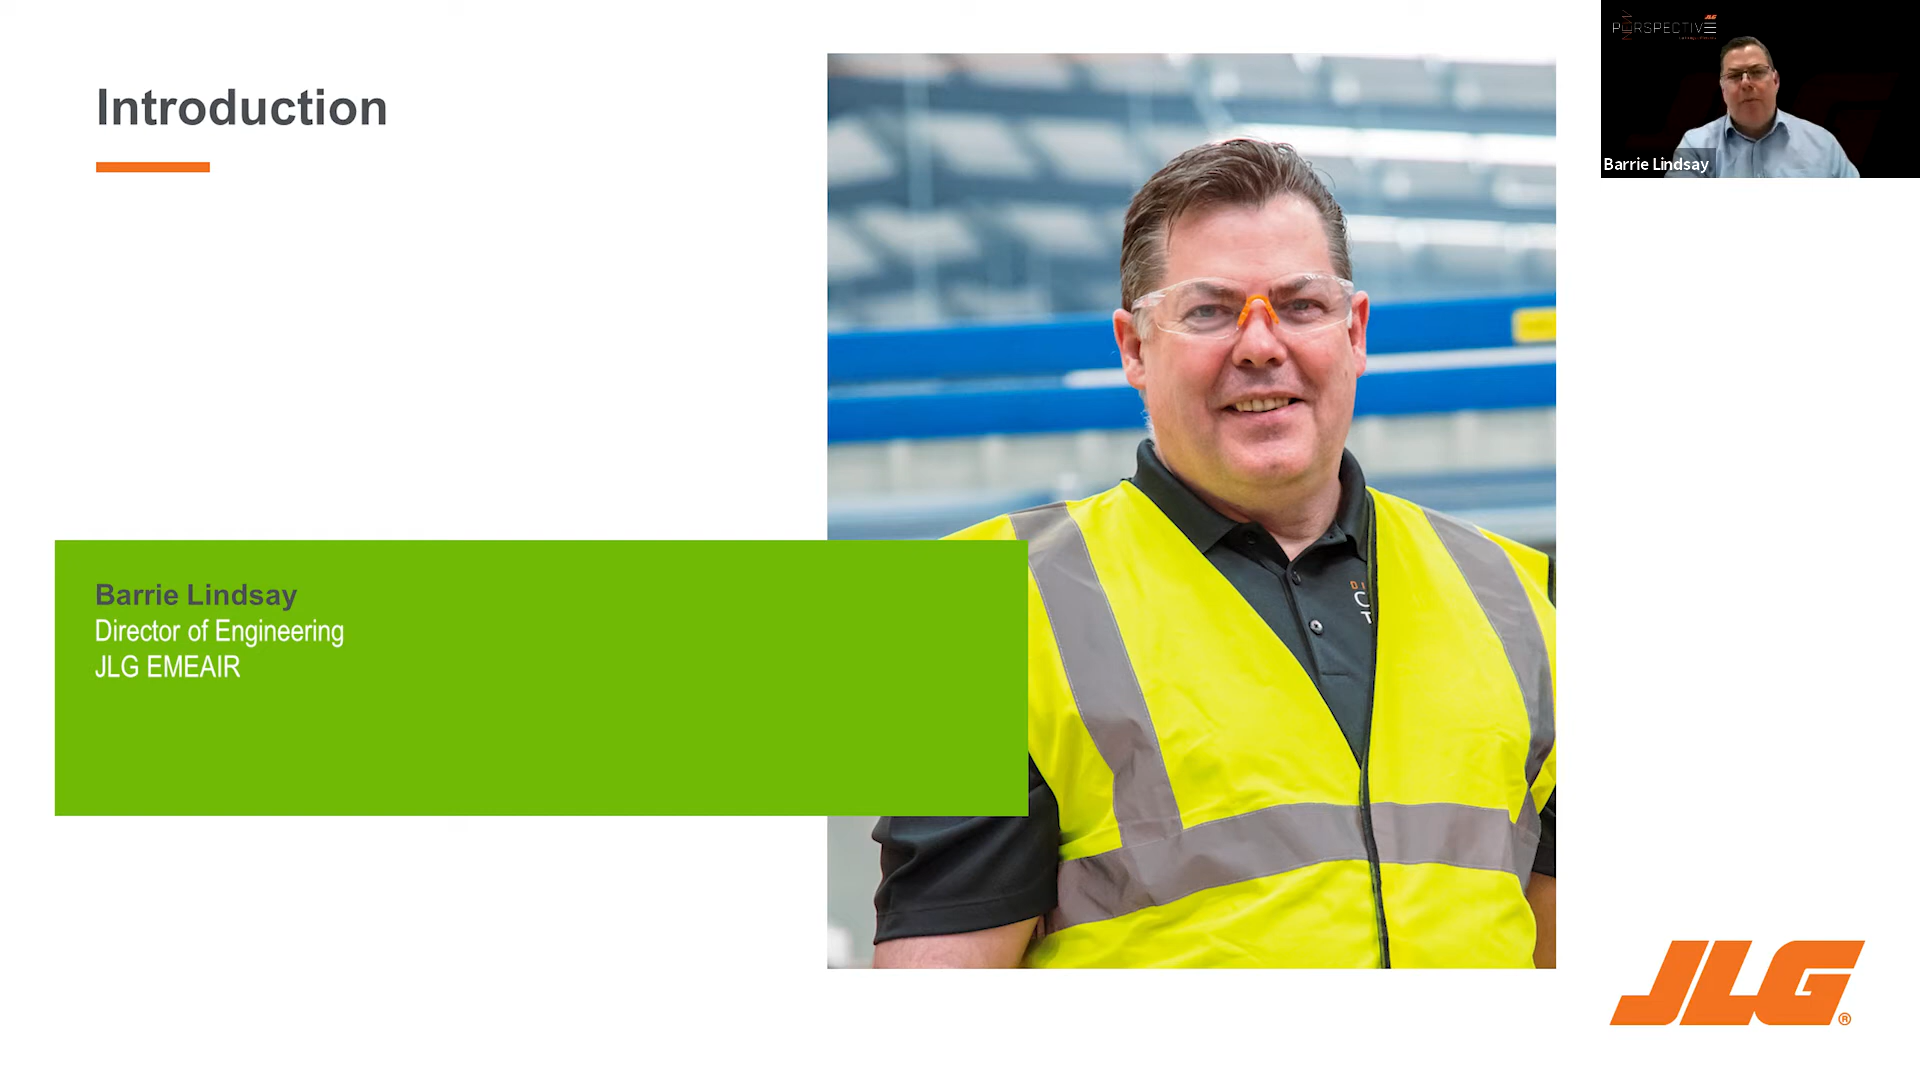 Introduction
Barrie Lindsay
Director of Engineering
JLG EMEAIR
PERSPECTIVE
Barrie Lindsay
JLG®